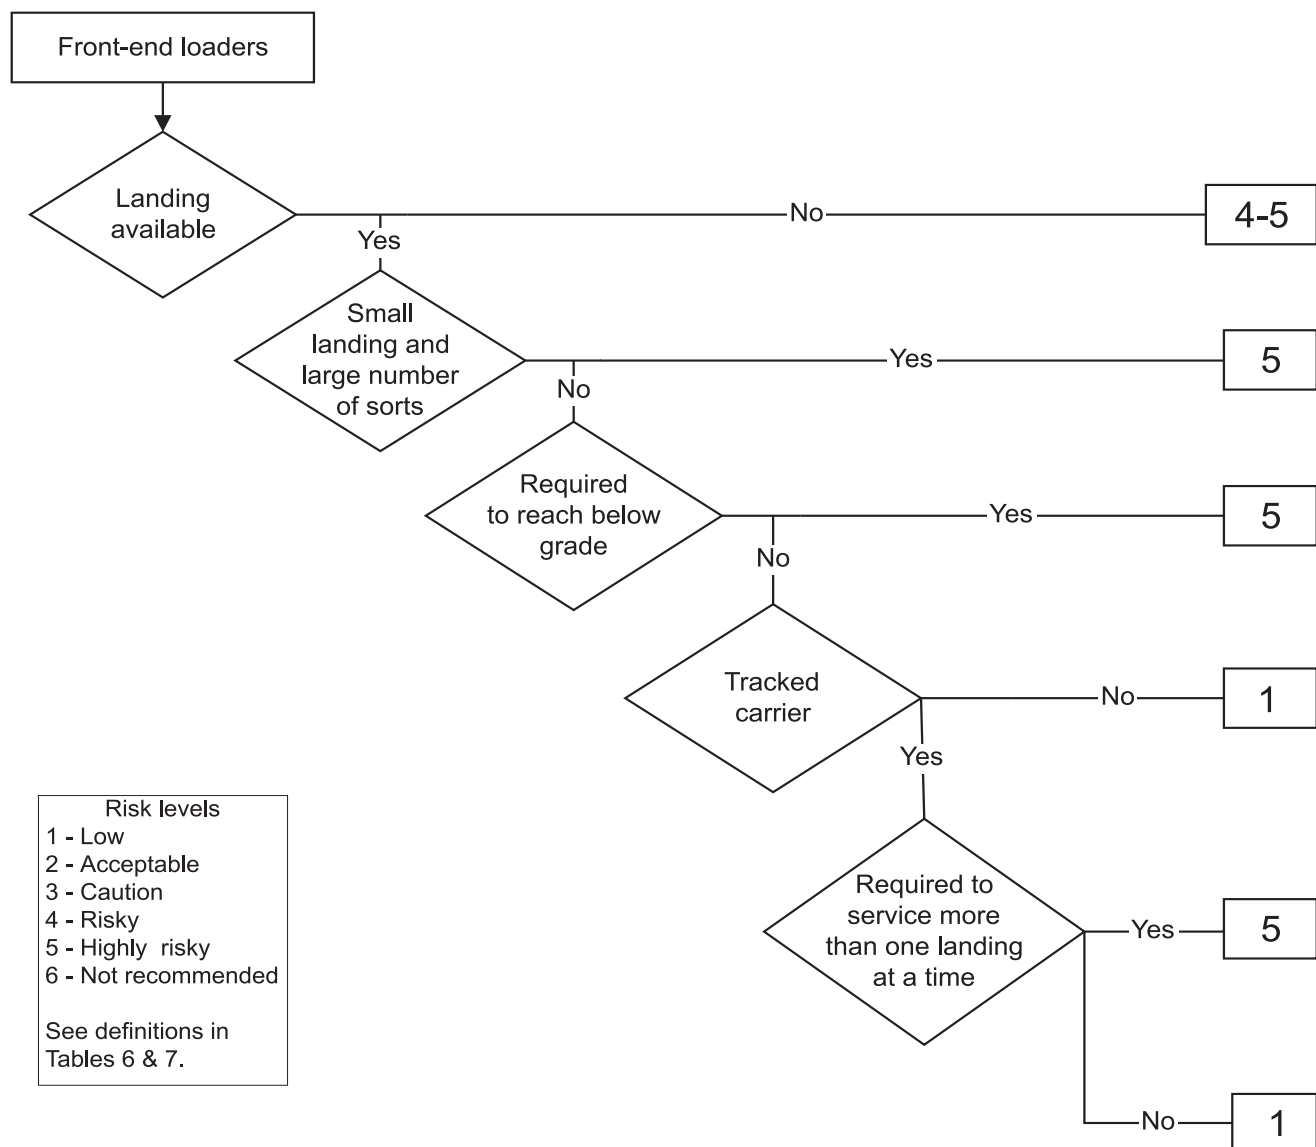 Front-end loaders
Landing
available
No
4-5
Yes
Small
landing and
large number
of sorts
Yes
5
No
Required
to reach below
grade
Yes
5
No
Tracked
carrier
No
1
Yes
Required to
service more
than one landing
at a time
Yes
5
No
1
Risk levels
1 - Low
2 - Acceptable
3 - Caution
4 - Risky
5 - Highly risky
6 - Not recommended
See definitions in
Tables 6 & 7.